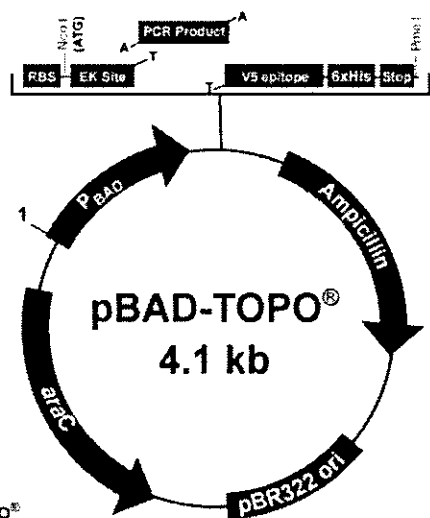 A
PCR Product
A
Nco I
(ATG)
Pme I
T
RBS
EK Site
T
V5 epitope
6xHis
Stop
PBAD
Ampicillin
1
pBAD-TOPO®
4.1 kb
araC
pBR322 ori
O®